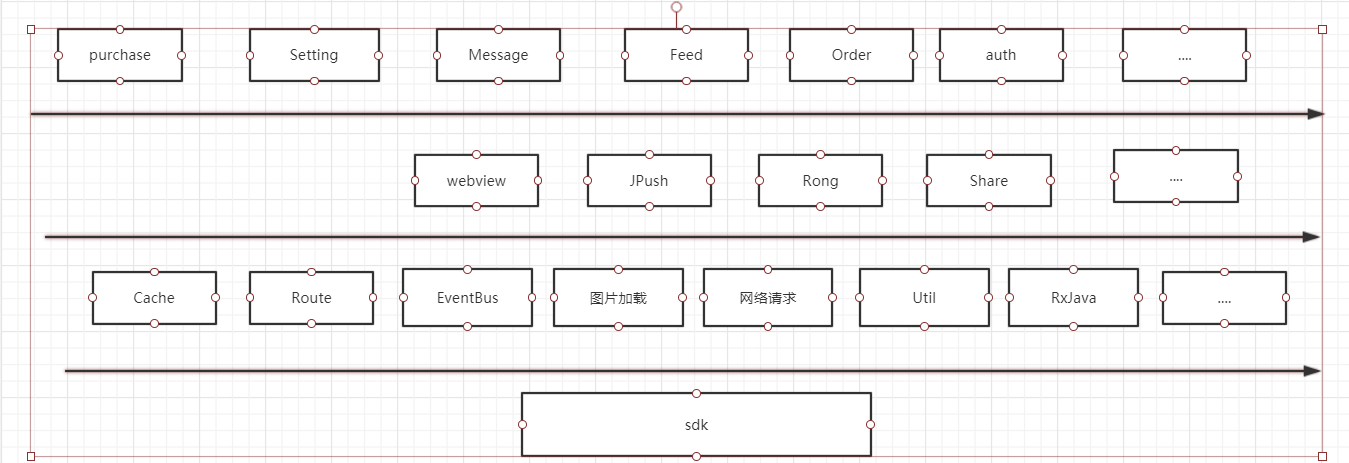 purchase
Setting
Message
Feed
Order
auth
....
webview
JPush
Rong
Share
....
Cache
Route
EventBus
图片加载
网络请求
Util
RxJava
....
sdk